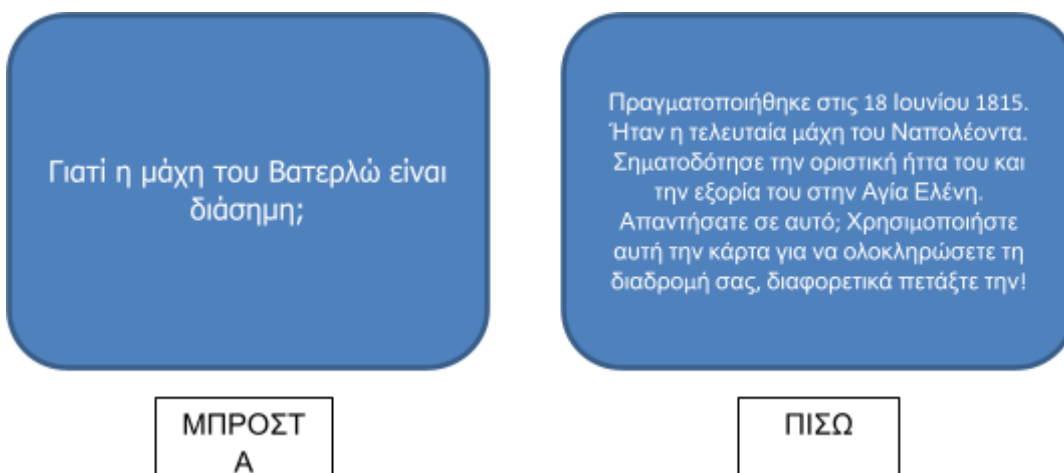 Γιατί η μάχη του Βατερλώ είναι
διάσημη;
Πραγματοποιήθηκε στις 18 Ιουνίου 1815.
Ήταν η τελευταία μάχη του Ναπολέοντα.
Σηματοδότησε την οριστική ήττα του και
την εξορία του στην Αγία Ελένη.
Απαντήσατε σε αυτό; Χρησιμοποιήστε
αυτή την κάρτα για να ολοκληρώσετε τη
διαδρομή σας, διαφορετικά πετάξτε την!
ΜΠΡΟΣΤ
Α
ΠΙΣΩ